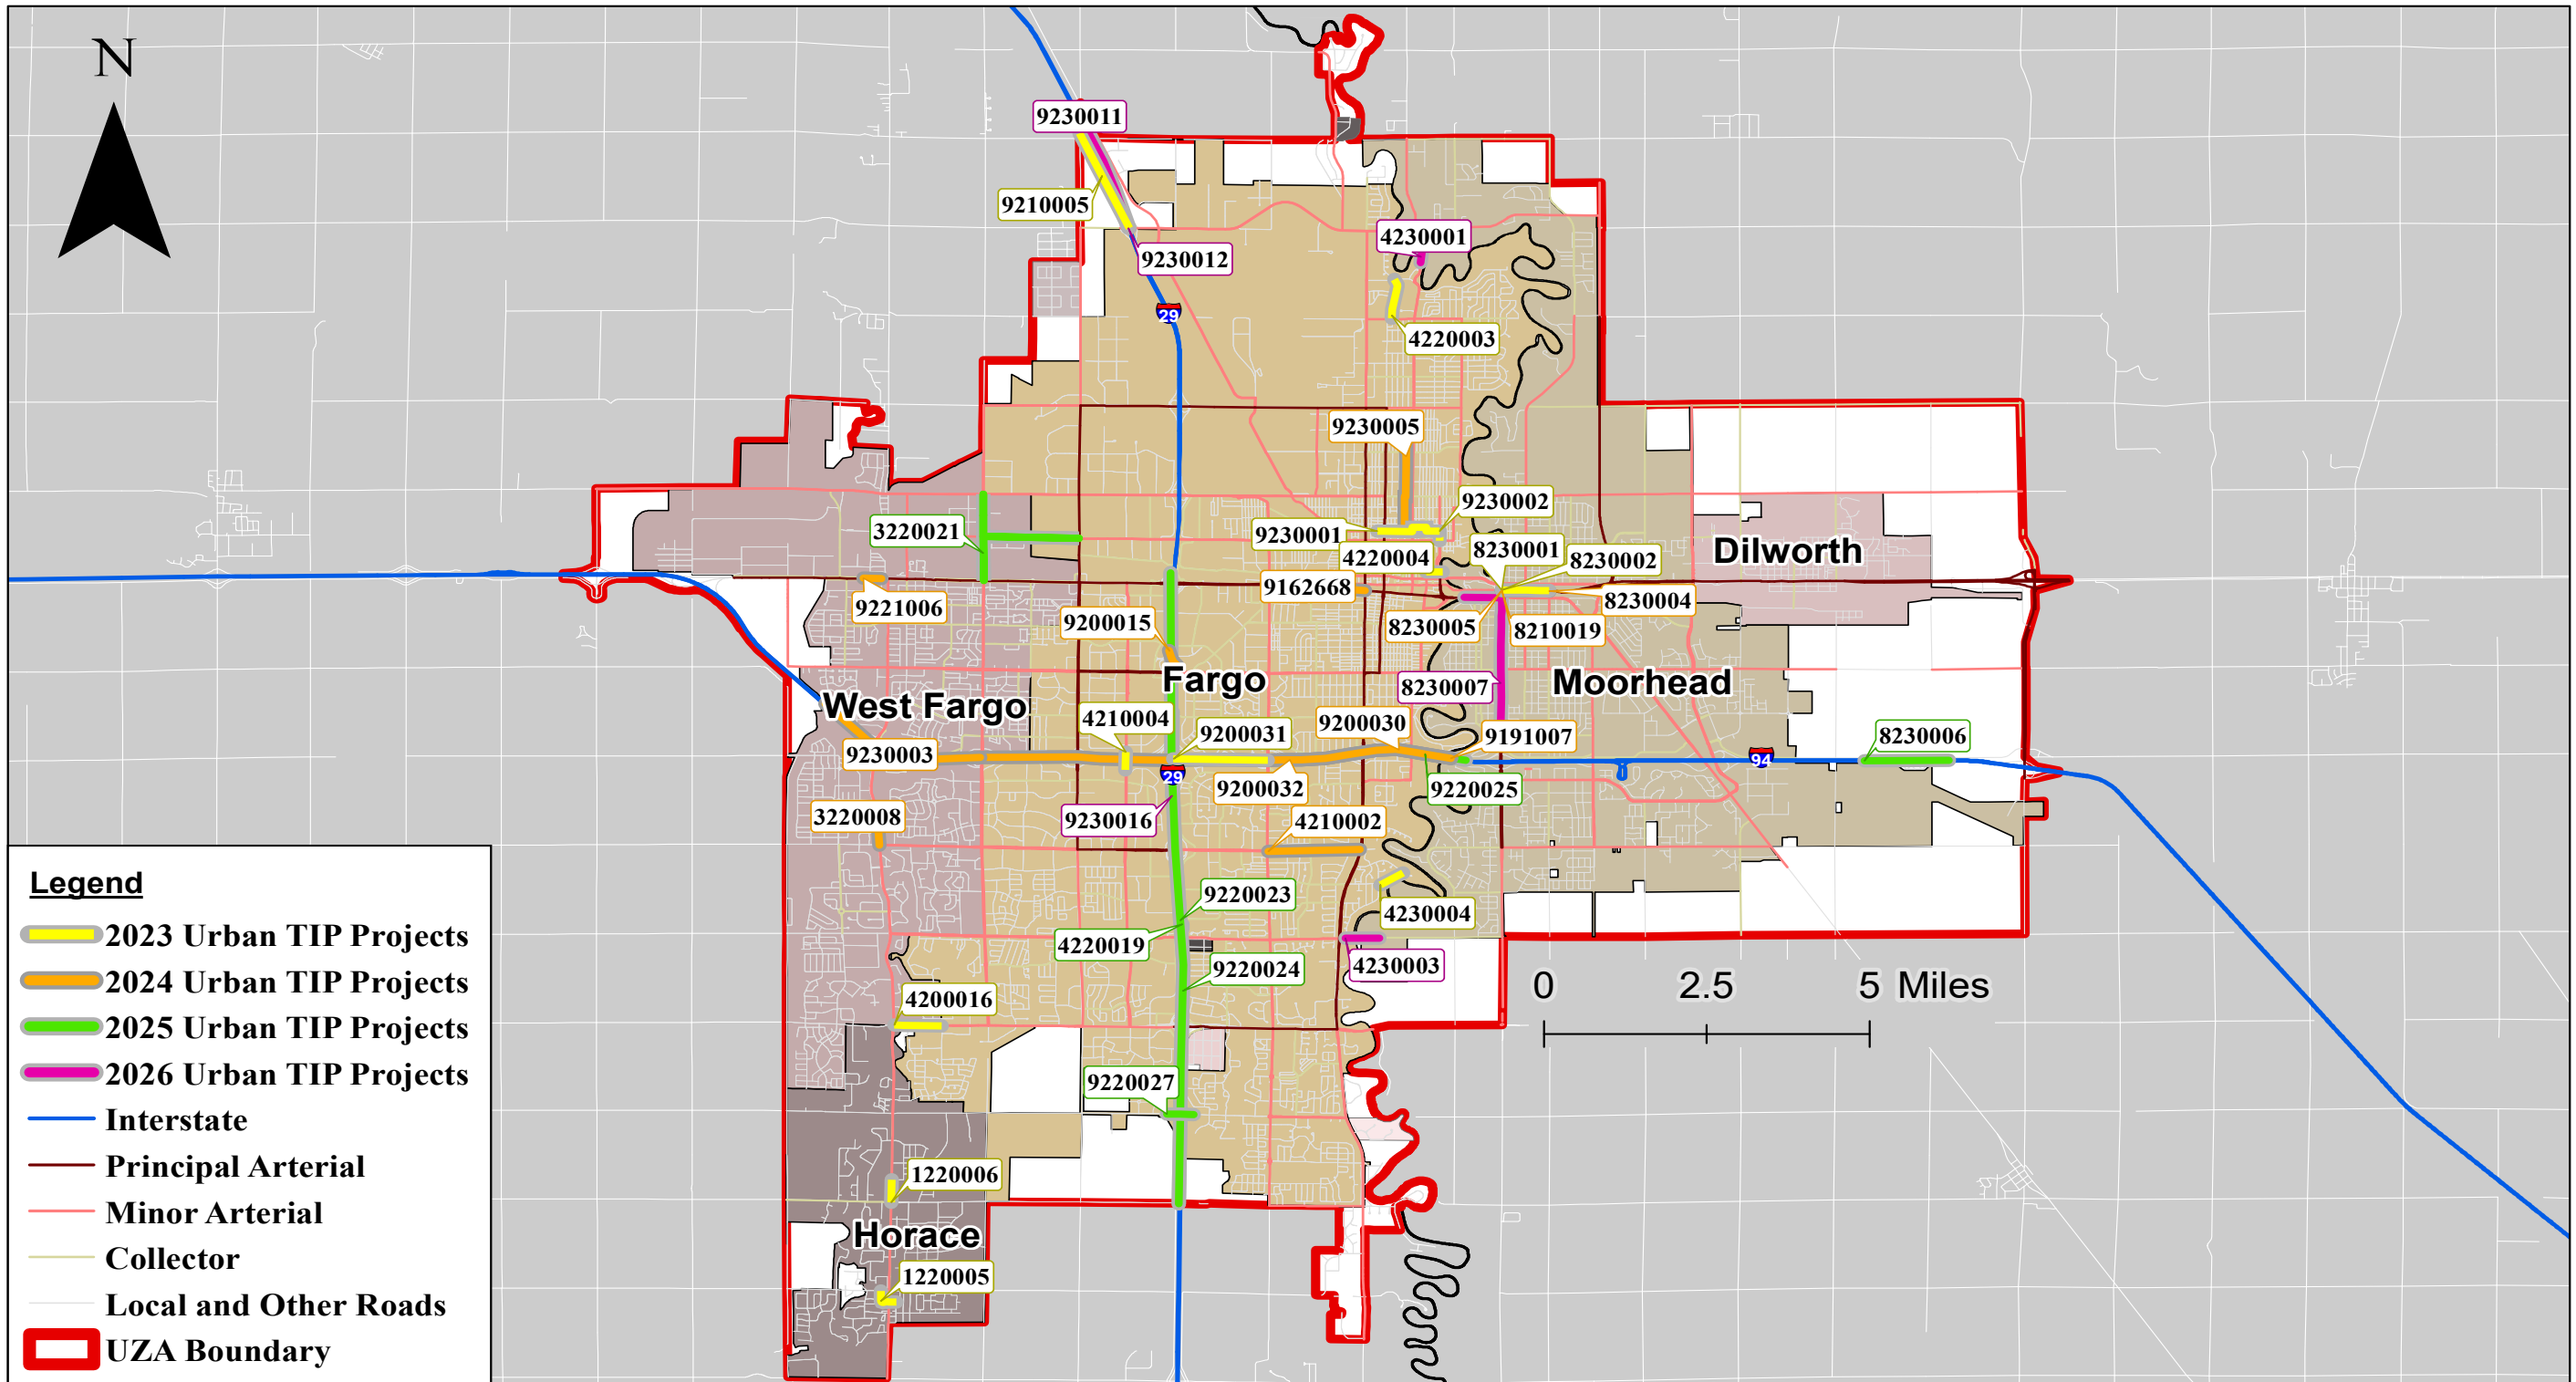 N
9230011
9210005
9230012
4230001
29
4220003
9230005
9230002
9230001
3220021
4220004
8230001
8230002
Dilworth
9162668
9221006
8230004
9200015
8230005
8210019
Fargo
Moorhead
8230007
West Fargo
4210004
9200030
9200031
9191007
8230006
9230003
94
29
9200032
9220025
3220008
9230016
4210002
9220023
4230004
4220019
9220024
4230003
4200016
0 2.5 5 Miles
9220027
1220006
Horace
1220005
Legend
2023 Urban TIP Projects
2024 Urban TIP Projects
2025 Urban TIP Projects
2026 Urban TIP Projects
Interstate
Principal Arterial
Minor Arterial
Collector
Local and Other Roads
UZA Boundary